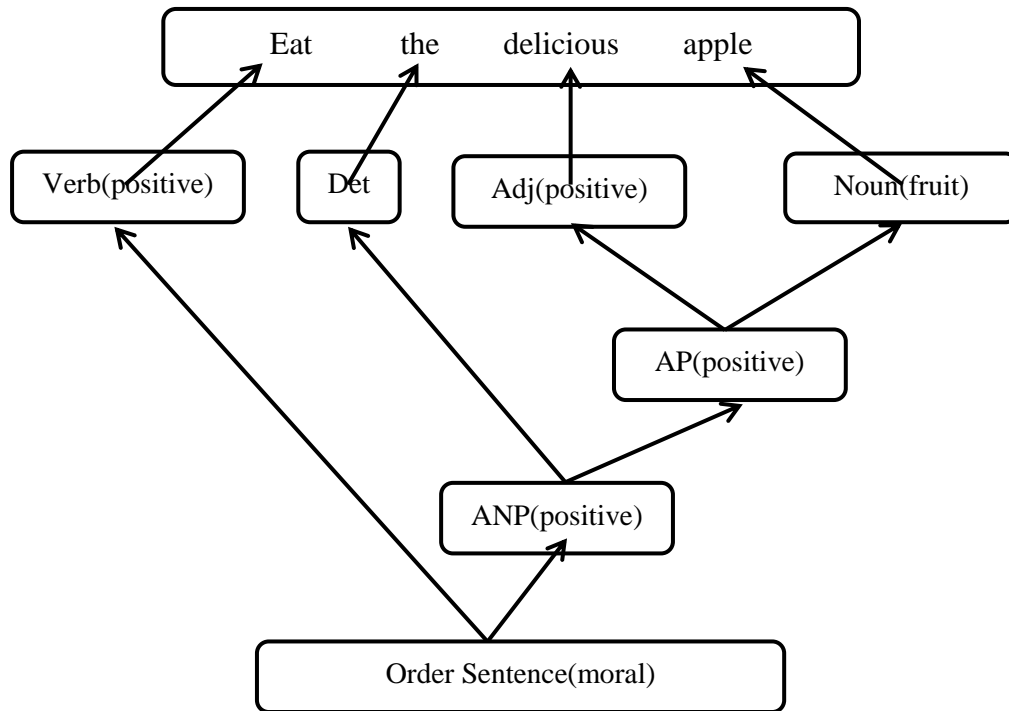 Eat the delicious apple
Verb(positive) Det Adj(positive) Noun(fruit)
AP(positive)
ANP(positive)
Order Sentence(moral)